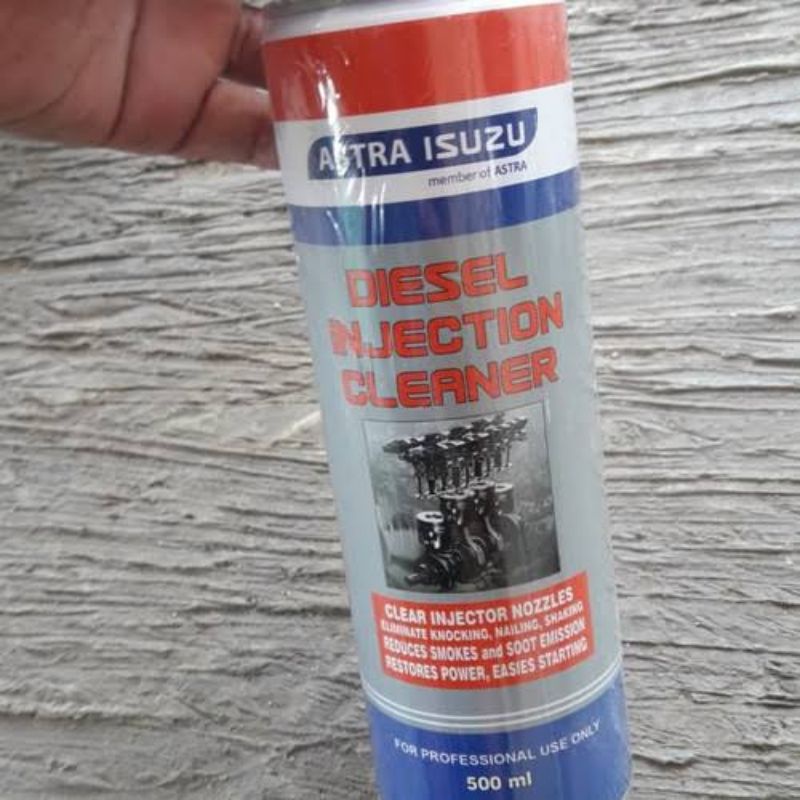 ASTRA ISUZU
member of ASTRA
DIESEL
INJECTION
CLEANER
CLEAR INJECTOR NOZZLES
ELIMINATE KNOCKING, NAILING, SHAKING
REDUCES SMOKES and SOOT EMISSION
RESTORES POWER, EASIES STARTING
FOR PROFESSIONAL USE ONLY
500 ml